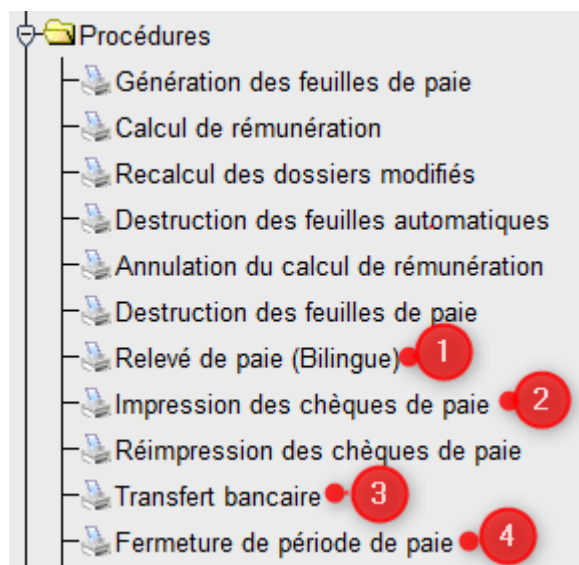 Procédures
Génération des feuilles de paie
Calcul de rémunération
Recalcul des dossiers modifiés
Destruction des feuilles automatiques
Annulation du calcul de rémunération
Destruction des feuilles de paie
Relevé de paie (Bilingue) 1
Impression des chèques de paie 2
Réimpression des chèques de paie
Transfert bancaire 3
Fermeture de période de paie 4